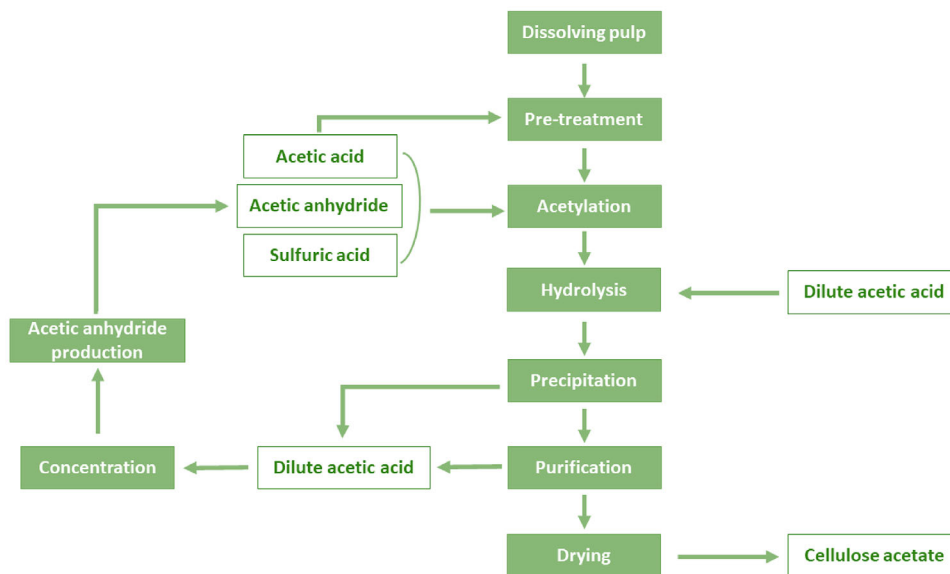 Dissolving pulp
Pre-treatment
Acetic acid
Acetic anhydride
Acetylation
Sulfuric acid
Hydrolysis
Dilute acetic acid
Acetic anhydride
production
Precipitation
Concentration
Dilute acetic acid
Purification
Drying
Cellulose acetate